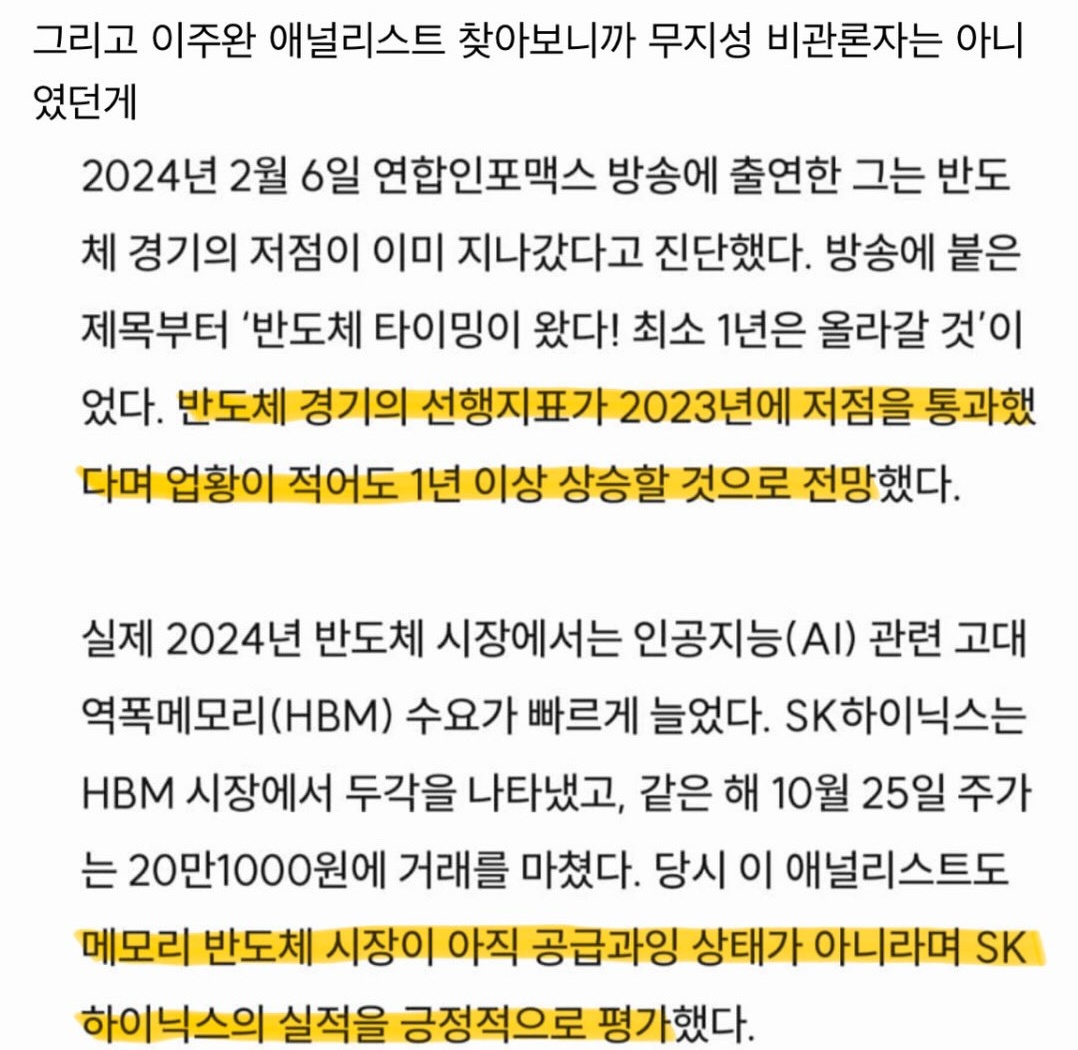 그리고 이주완 애널리스트 찾아보니까 무지성 비관론자는 아니
였던게
2024년 2월 6일 연합인포맥스 방송에 출연한 그는 반도
체 경기의 저점이 이미 지나갔다고 진단했다. 방송에 붙은
제목부터 ‘반도체 타이밍이 왔다! 최소 1년은 올라갈 것’이
었다. 반도체 경기의 선행지표가 2023년에 저점을 통과했
다며 업황이 적어도 1년 이상 상승할 것으로 전망했다.
실제 2024년 반도체 시장에서는 인공지능(AI) 관련 고대
역폭메모리(HBM) 수요가 빠르게 늘었다. SK하이닉스는
HBM 시장에서 두각을 나타냈고, 같은 해 10월 25일 주가
는 20만1000원에 거래를 마쳤다. 당시 이 애널리스트도
메모리 반도체 시장이 아직 공급과잉 상태가 아니라며 SK
하이닉스의 실적을 긍정적으로 평가했다.